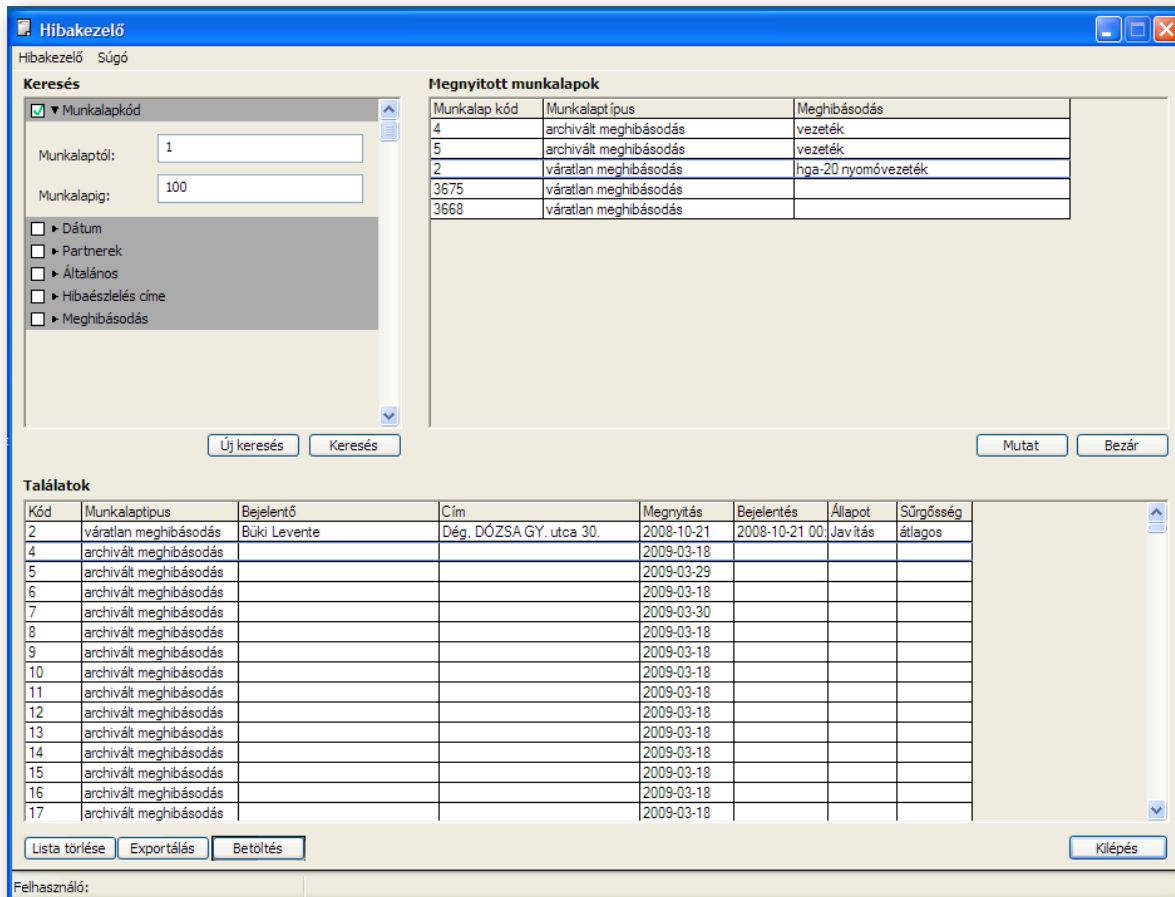 Hibakezelő
Hibakezelő Súgó
Keresés
Munkalapkód
Munkalaptól: 1
Munkalapig: 100
Dátum
Partnerek
Általános
Hibaészlelés címe
Meghibásodás
Új keresés Keresés
Megnyitott munkalapok
Munkalap kód Munkalaptípus Meghibásodás
4 archivált meghibásodás vezeték
5 archivált meghibásodás vezeték
2 váratlan meghibásodás hga-20 nyomóvezeték
3675 váratlan meghibásodás
3668 váratlan meghibásodás
Mutat Bezár
Találatok
Kód Munkalaptipus Bejelentő Cím Megnyitás Bejelentés Állapot Sűrgősség
2 váratlan meghibásodás Büki Levente Dég, DÓZSA GY. utca 30. 2008-10-21 2008-10-21 00: Javítás átlagos
4 archivált meghibásodás 2009-03-18
5 archivált meghibásodás 2009-03-29
6 archivált meghibásodás 2009-03-18
7 archivált meghibásodás 2009-03-30
8 archivált meghibásodás 2009-03-18
9 archivált meghibásodás 2009-03-18
10 archivált meghibásodás 2009-03-18
11 archivált meghibásodás 2009-03-18
12 archivált meghibásodás 2009-03-18
13 archivált meghibásodás 2009-03-18
14 archivált meghibásodás 2009-03-18
15 archivált meghibásodás 2009-03-18
16 archivált meghibásodás 2009-03-18
17 archivált meghibásodás 2009-03-18
Lista törlése Exportálás Betöltés Kilépés
Felhasználó: